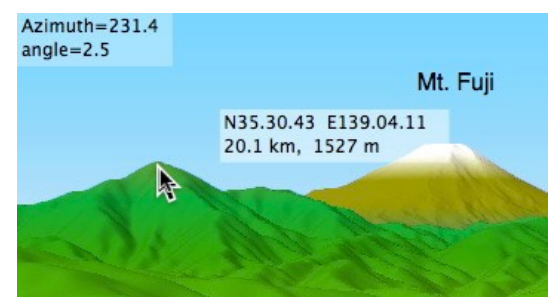 Azimuth=231.4
angle=2.5
Mt. Fuji
N35.30.43  E139.04.11
20.1 km,  1527 m